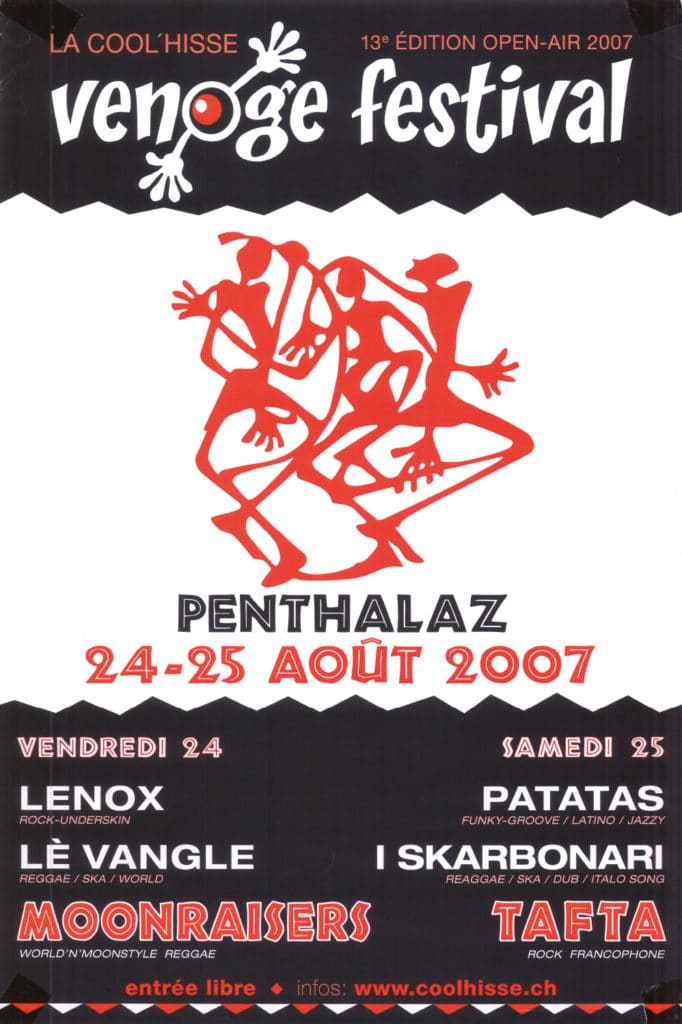 LA COOL'HISSE
13e ÉDITION OPEN-AIR 2007
venoge festival
PENTHALAZ
24-25 AOÛT 2007
VENDREDI 24
LENOX
ROCK-UNDERSKIN
LÈ VANGLE
REGGAE / SKA / WORLD
MOONRAISERS
WORLD'N'MOONSTYLE REGGAE
SAMEDI 25
PATATAS
FUNKY-GROOVE / LATINO / JAZZY
I SKARBONARI
REAGGAE / SKA / DUB / ITALO SONG
TAFTA
ROCK FRANCOPHONE
entrée libre ◆ infos: www.coolhisse.ch